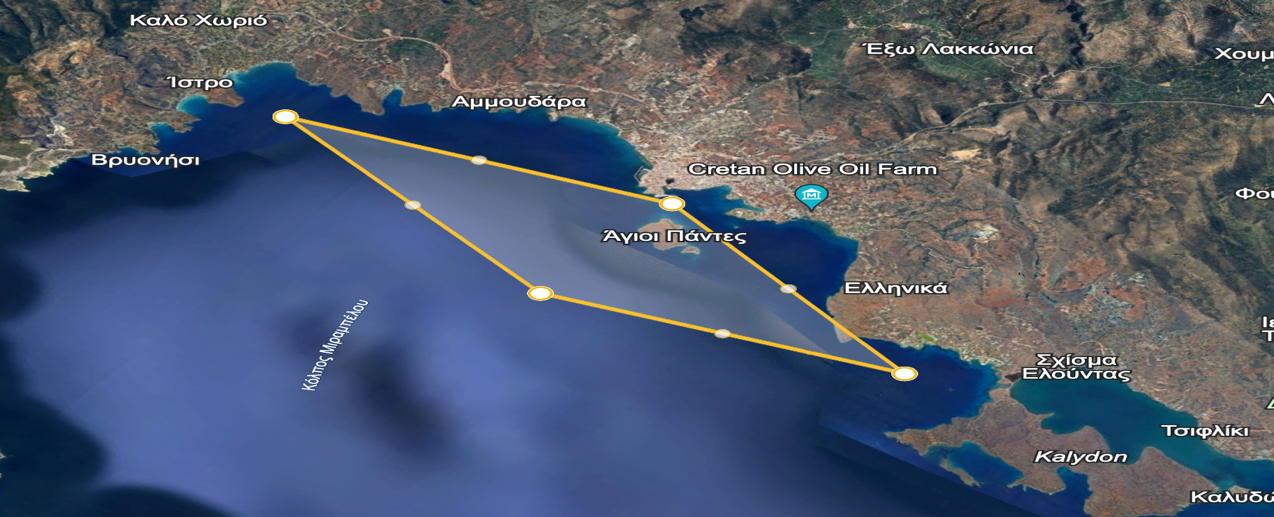 Καλό Χωριό
Έξω Λακκώνια
Ίστρο
Αμμουδάρα
Βρυονήσι
Cretan Olive Oil Farm
Άγιοι Πάντες
Ελληνικά
Κόλπος Μιραμπέλου
Σχίσμα
Ελούντας
Τσιφλίκι
Kalydon